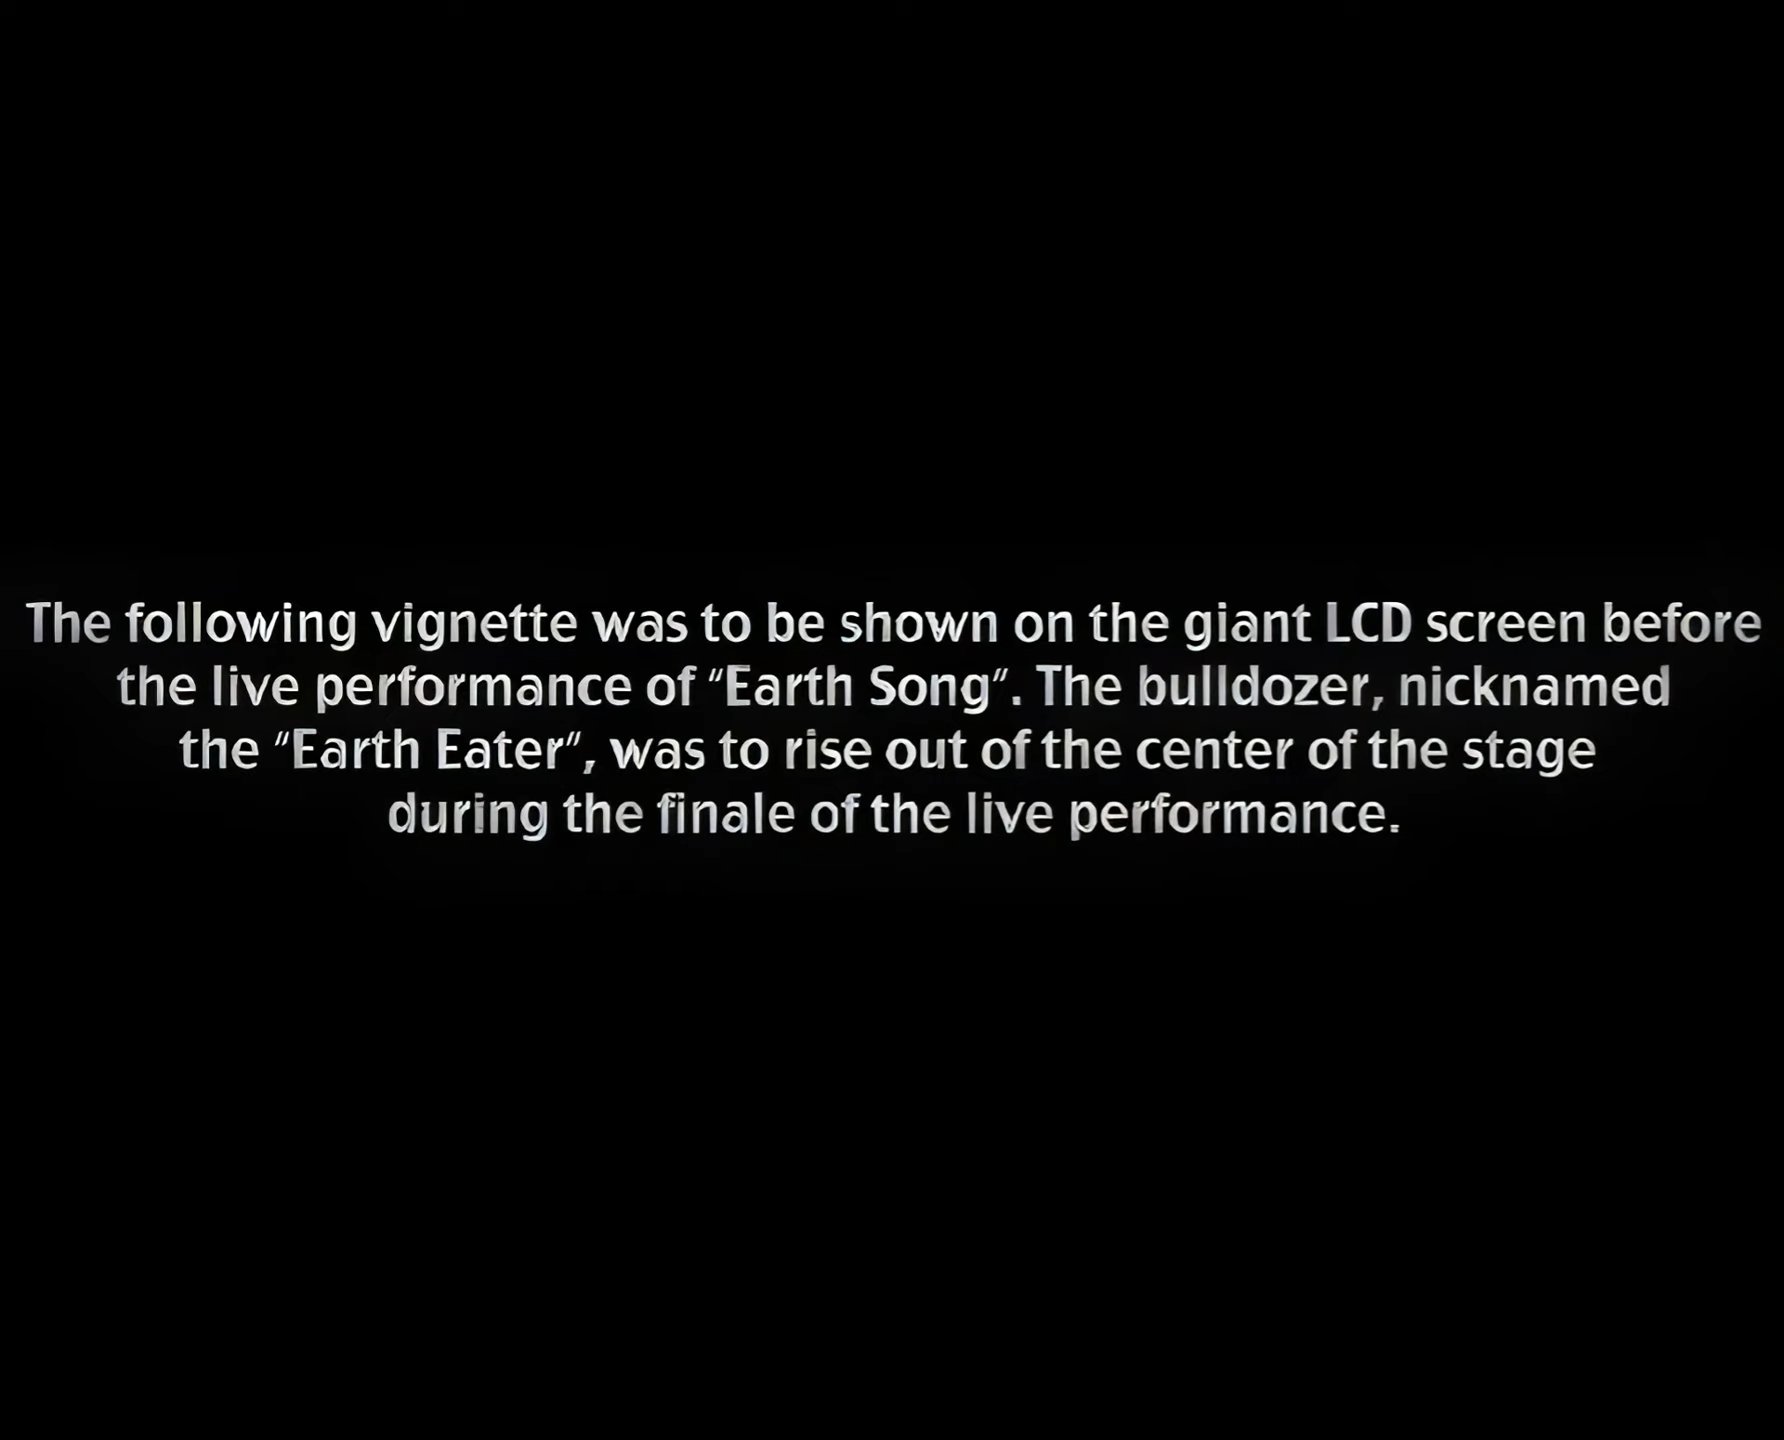 The following vignette was to be shown on the giant LCD screen before
the live performance of "Earth Song". The bulldozer, nicknamed
the "Earth Eater", was to rise out of the center of the stage
during the finale of the live performance.